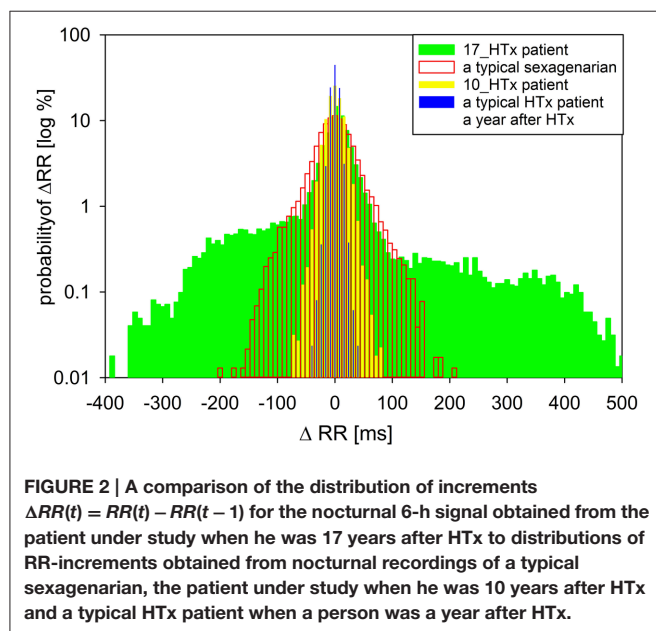 100
10
1
0.1
0.01
probabilityof ΔRR [log %]
17_HTx patient
a typical sexagenarian
10_HTx patient
a typical HTx patient
a year after HTx
-400 -300 -200 -100 0 100 200 300 400 500
Δ RR [ms]
FIGURE 2 | A comparison of the distribution of increments
ΔRR(t) = RR(t) – RR(t – 1) for the nocturnal 6-h signal obtained from the
patient under study when he was 17 years after HTx to distributions of
RR-increments obtained from nocturnal recordings of a typical
sexagenarian, the patient under study when he was 10 years after HTx
and a typical HTx patient when a person was a year after HTx.